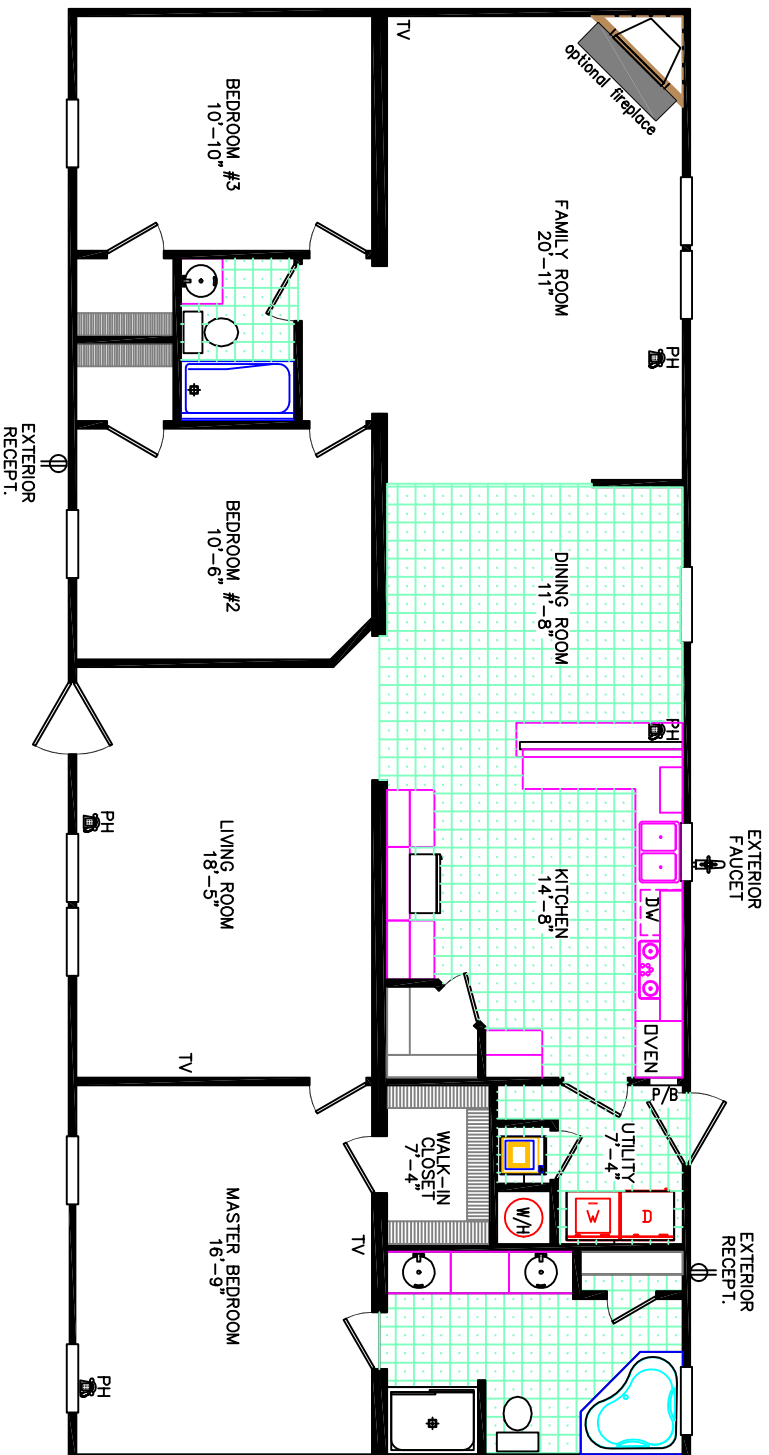 TV
optional fireplace
BEDROOM #3
10'-10"
FAMILY ROOM
20'-11"
PH
EXTERIOR
RECEPT.
BEDROOM #2
10'-6"
DINING ROOM
11'-8"
PH
PH
LIVING ROOM
18'-5"
TV
KITCHEN
14'-8"
EXTERIOR
FAUCET
DW
OVEN
P/B
UTILITY
7'-4"
WALK-IN
CLOSET
7'-4"
W/H
W
D
EXTERIOR
RECEPT.
MASTER BEDROOM
16'-9"
TV
PH